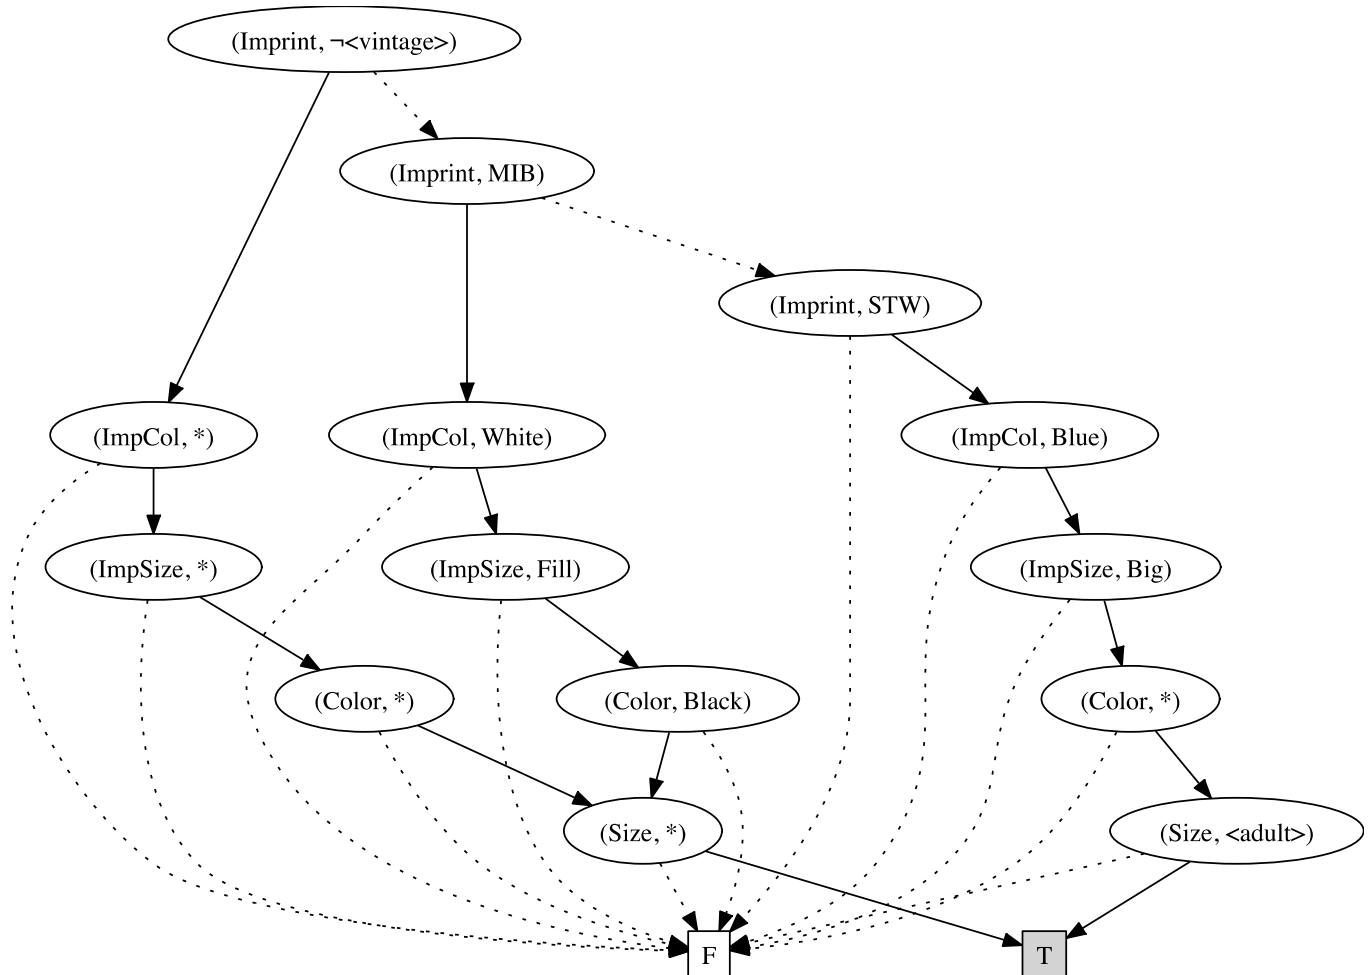 (Imprint, ¬<vintage>)
(Imprint, MIB)
(Imprint, STW)
(ImpCol, *)
(ImpCol, White)
(ImpCol, Blue)
(ImpSize, *)
(ImpSize, Fill)
(ImpSize, Big)
(Color, *)
(Color, Black)
(Color, *)
(Size, *)
(Size, <adult>)
F
T